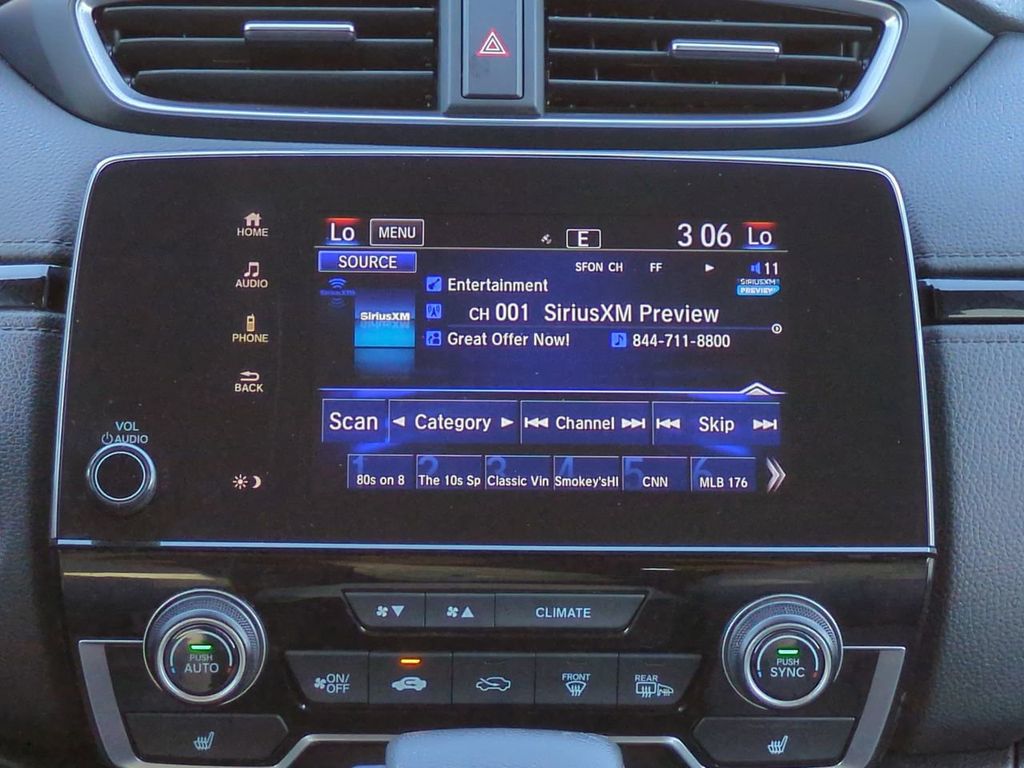 HOME
AUDIO
PHONE
BACK
VOL
AUDIO
Lo MENU E 3 06 Lo
SOURCE
SFON CH FF 11
SiriusXM
SIRIUSXM
PREVIEW
Entertainment
SiriusXM
CH 001 SiriusXM Preview
Great Offer Now! 844-711-8800
Scan Category Channel Skip
1 2 3 4 5 6
80s on 8 The 10s Sp Classic Vin Smokey'sHI CNN MLB 176
CLIMATE
PUSH
AUTO
ON/
OFF
FRONT
REAR
PUSH
SYNC